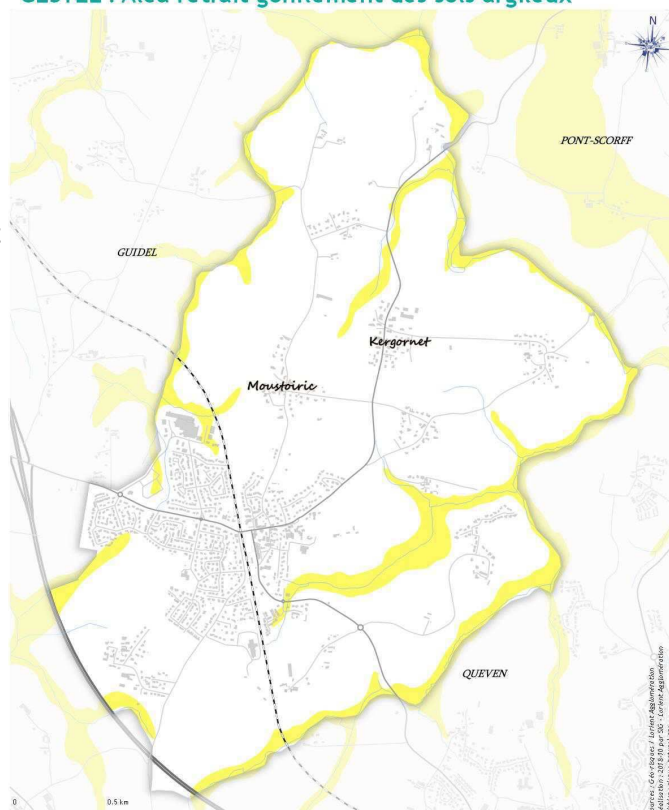 GESTEL : Aléa retrait gonflement des sols argileux
N
PONT-SCORFF
GUIDEL
Kergornet
Moustoiric
QUEVEN
0
0.5 km
Sources : Géorisques / Lorient Agglomération
Réalisation : 2018-10 par SIG - Lorient Agglomération